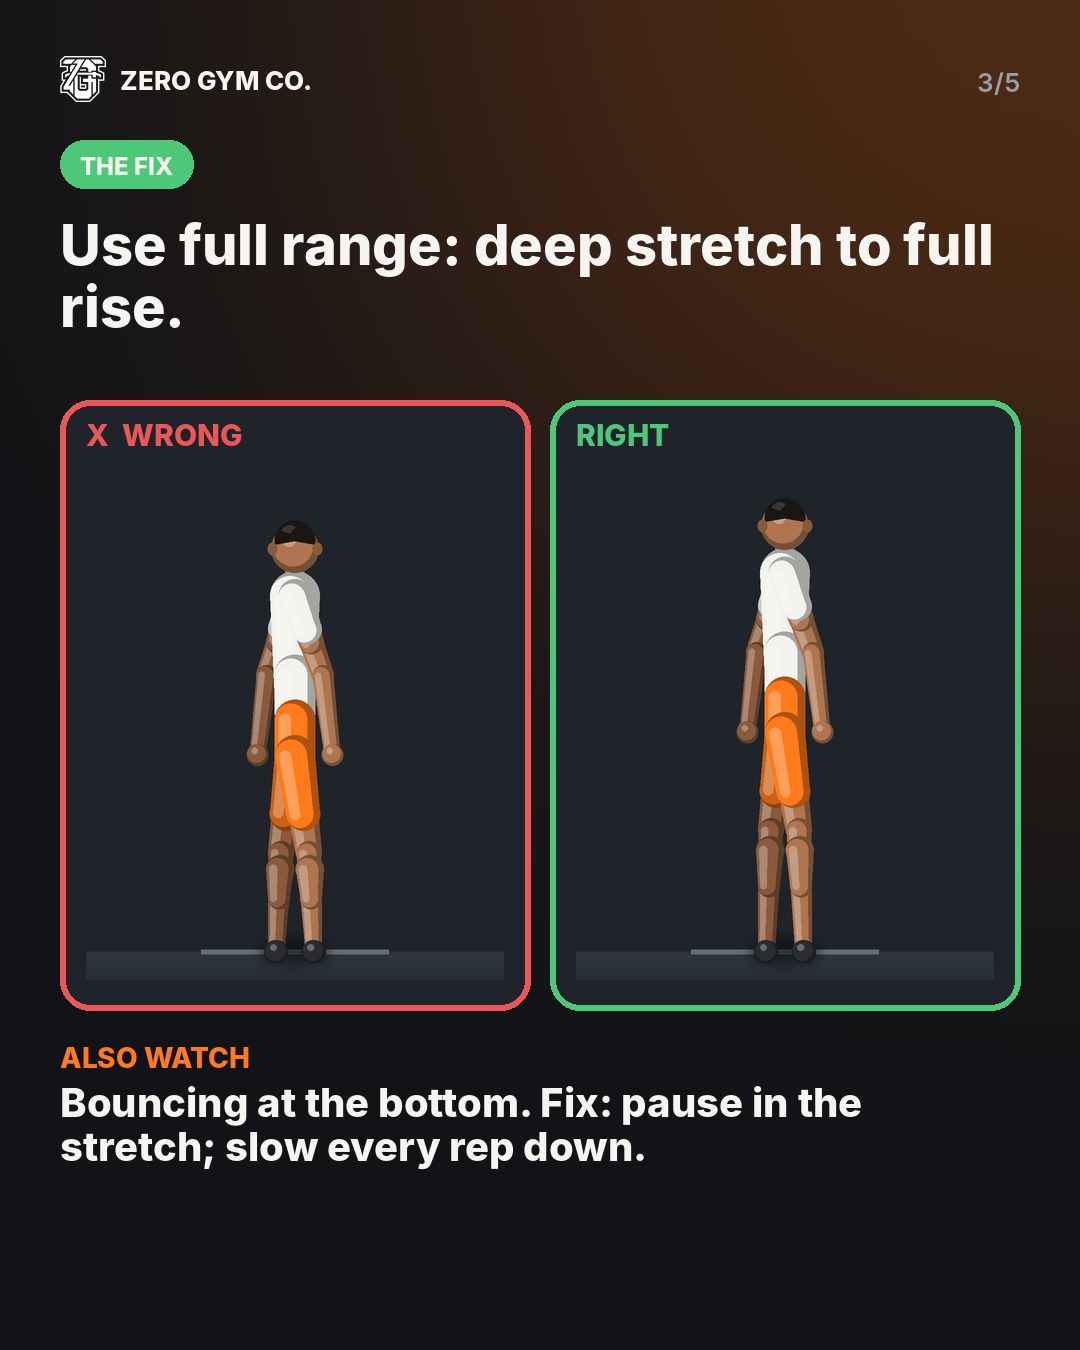 ZERO GYM CO.
3/5
THE FIX
Use full range: deep stretch to full
rise.
X WRONG
RIGHT
ALSO WATCH
Bouncing at the bottom. Fix: pause in the
stretch; slow every rep down.